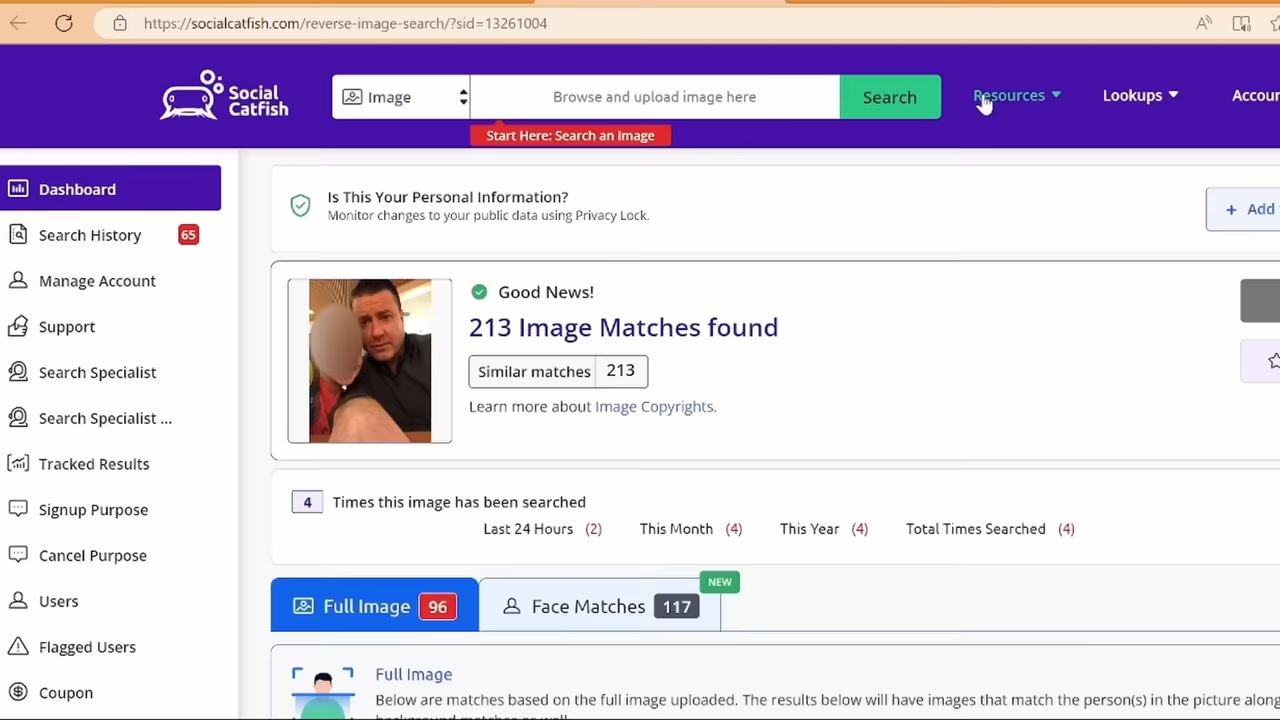 https://socialcatfish.com/reverse-image-search/?sid=13261004
Social Catfish
Image
Browse and upload image here
Search
Resources
Lookups
Accoun
Start Here: Search an Image
Dashboard
Search History 65
Manage Account
Support
Search Specialist
Search Specialist ...
Tracked Results
Signup Purpose
Cancel Purpose
Users
Flagged Users
Coupon
Is This Your Personal Information?
Monitor changes to your public data using Privacy Lock.
+ Add
Good News!
213 Image Matches found
Similar matches 213
Learn more about Image Copyrights.
4 Times this image has been searched
Last 24 Hours (2) This Month (4) This Year (4) Total Times Searched (4)
NEW
Full Image 96
Face Matches 117
Full Image
Below are matches based on the full image uploaded. The results below will have images that match the person(s) in the picture along
background matches as well